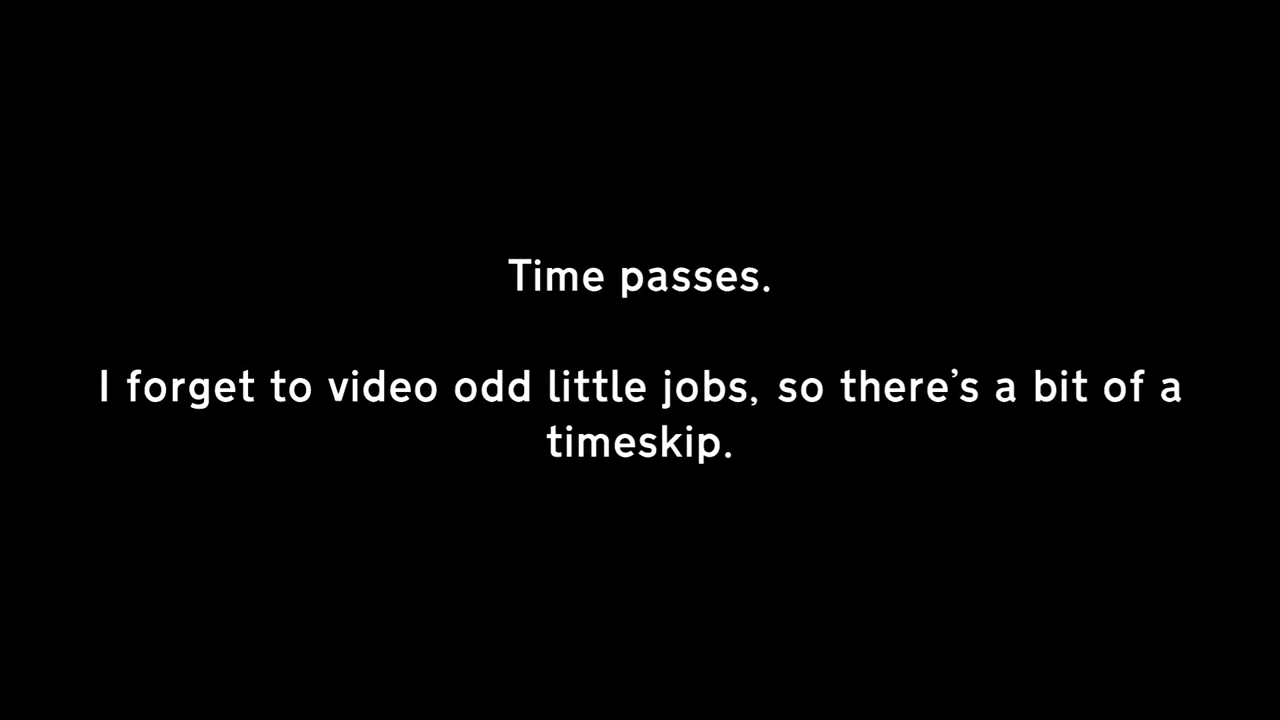 Time passes.
I forget to video odd little jobs, so there’s a bit of a
timeskip.